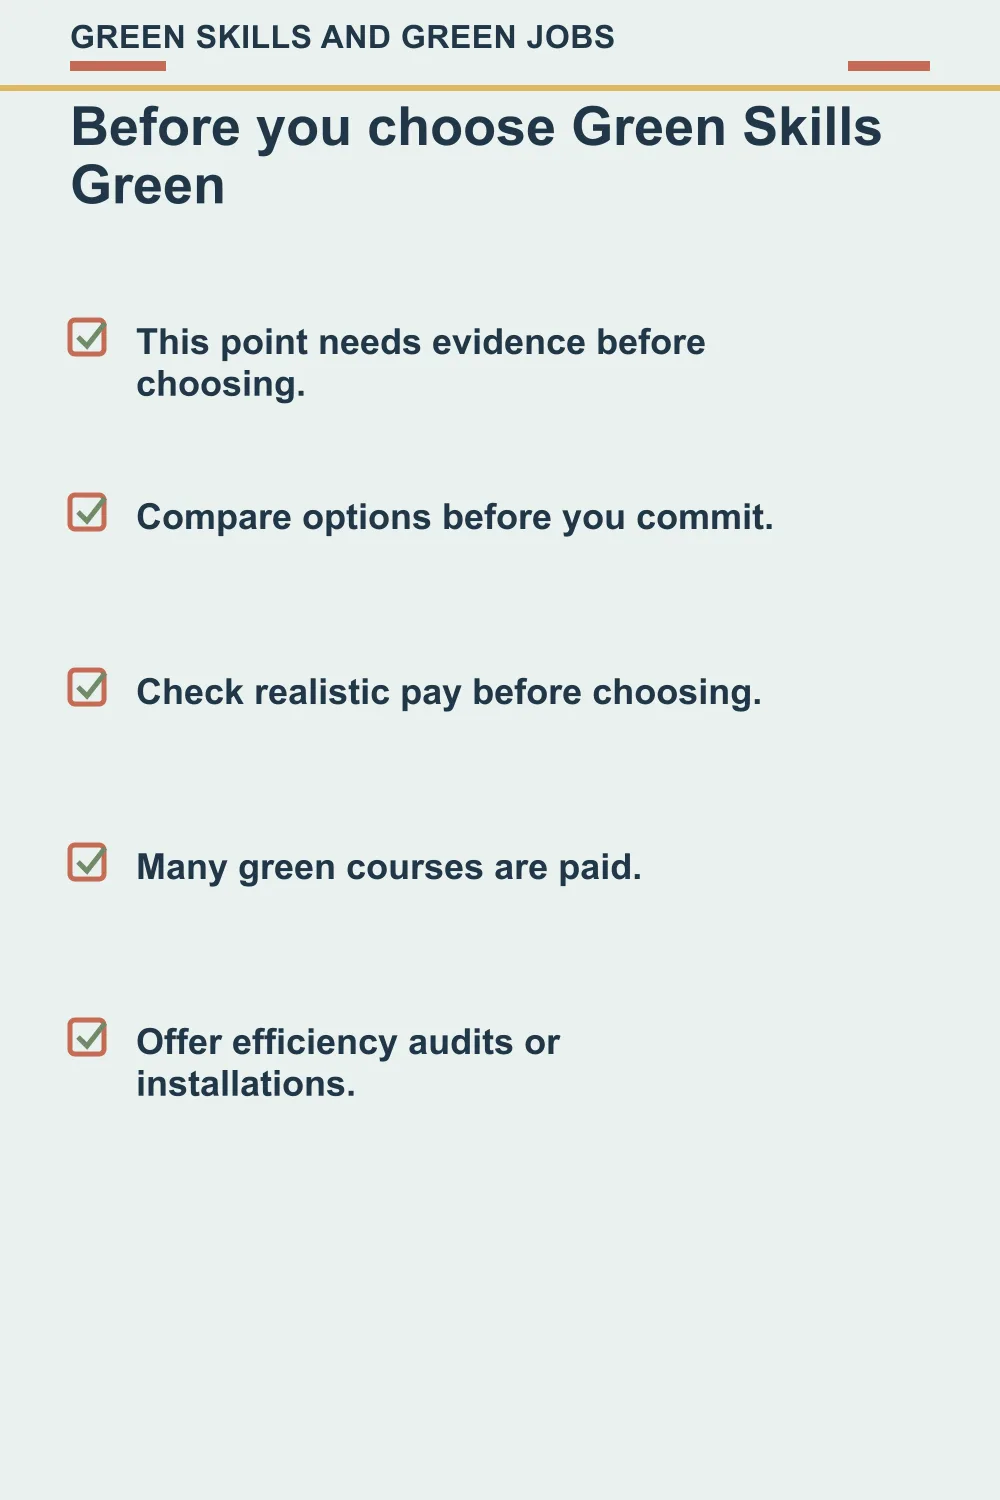 GREEN SKILLS AND GREEN JOBS
Before you choose Green Skills
Green
This point needs evidence before
choosing.
Compare options before you commit.
Check realistic pay before choosing.
Many green courses are paid.
Offer efficiency audits or
installations.